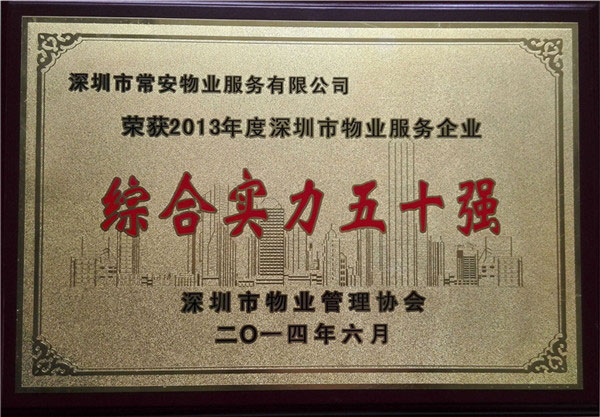 深圳市常安物业服务有限公司
荣获2013年度深圳市物业服务企业
综合实力五十强
深圳市物业管理协会
二〇一四年六月